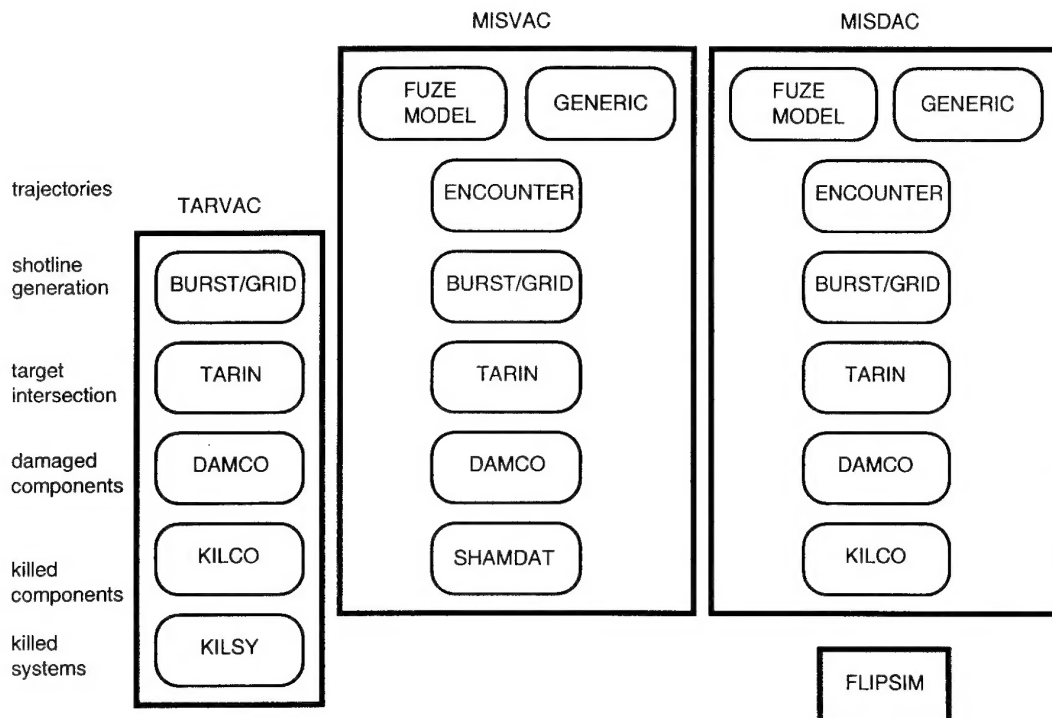 MISVAC
MISDAC
FUZE
MODEL
GENERIC
FUZE
MODEL
GENERIC
trajectories
TARVAC
ENCOUNTER
ENCOUNTER
shotline
generation
BURST/GRID
BURST/GRID
BURST/GRID
target
intersection
TARIN
TARIN
TARIN
damaged
components
DAMCO
DAMCO
DAMCO
killed
components
KILCO
SHAMDAT
KILCO
killed
systems
KILSY
FLIPSIM